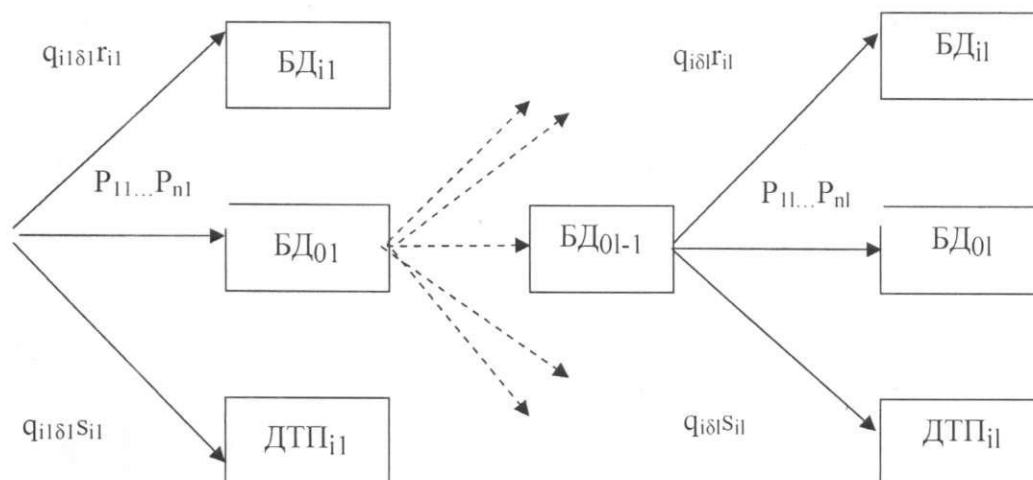 qi1δ1ri1
БДi1
qiδlril
БДil
P11...Pn1
P1l...Pnl
БД01
БД0l-1
БД0l
qi1δ1si1
ДТПi1
qiδlsil
ДТПil